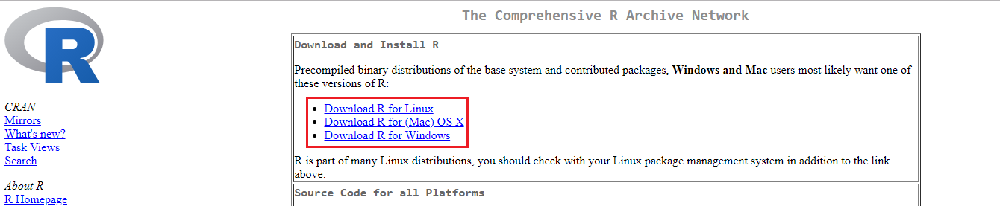 The Comprehensive R Archive Network
R
CRAN
Mirrors
What's new?
Task Views
Search
About R
R Homepage
Download and Install R
Precompiled binary distributions of the base system and contributed packages, Windows and Mac users most likely want one of
these versions of R:
Download R for Linux
Download R for (Mac) OS X
Download R for Windows
R is part of many Linux distributions, you should check with your Linux package management system in addition to the link
above.
Source Code for all Platforms